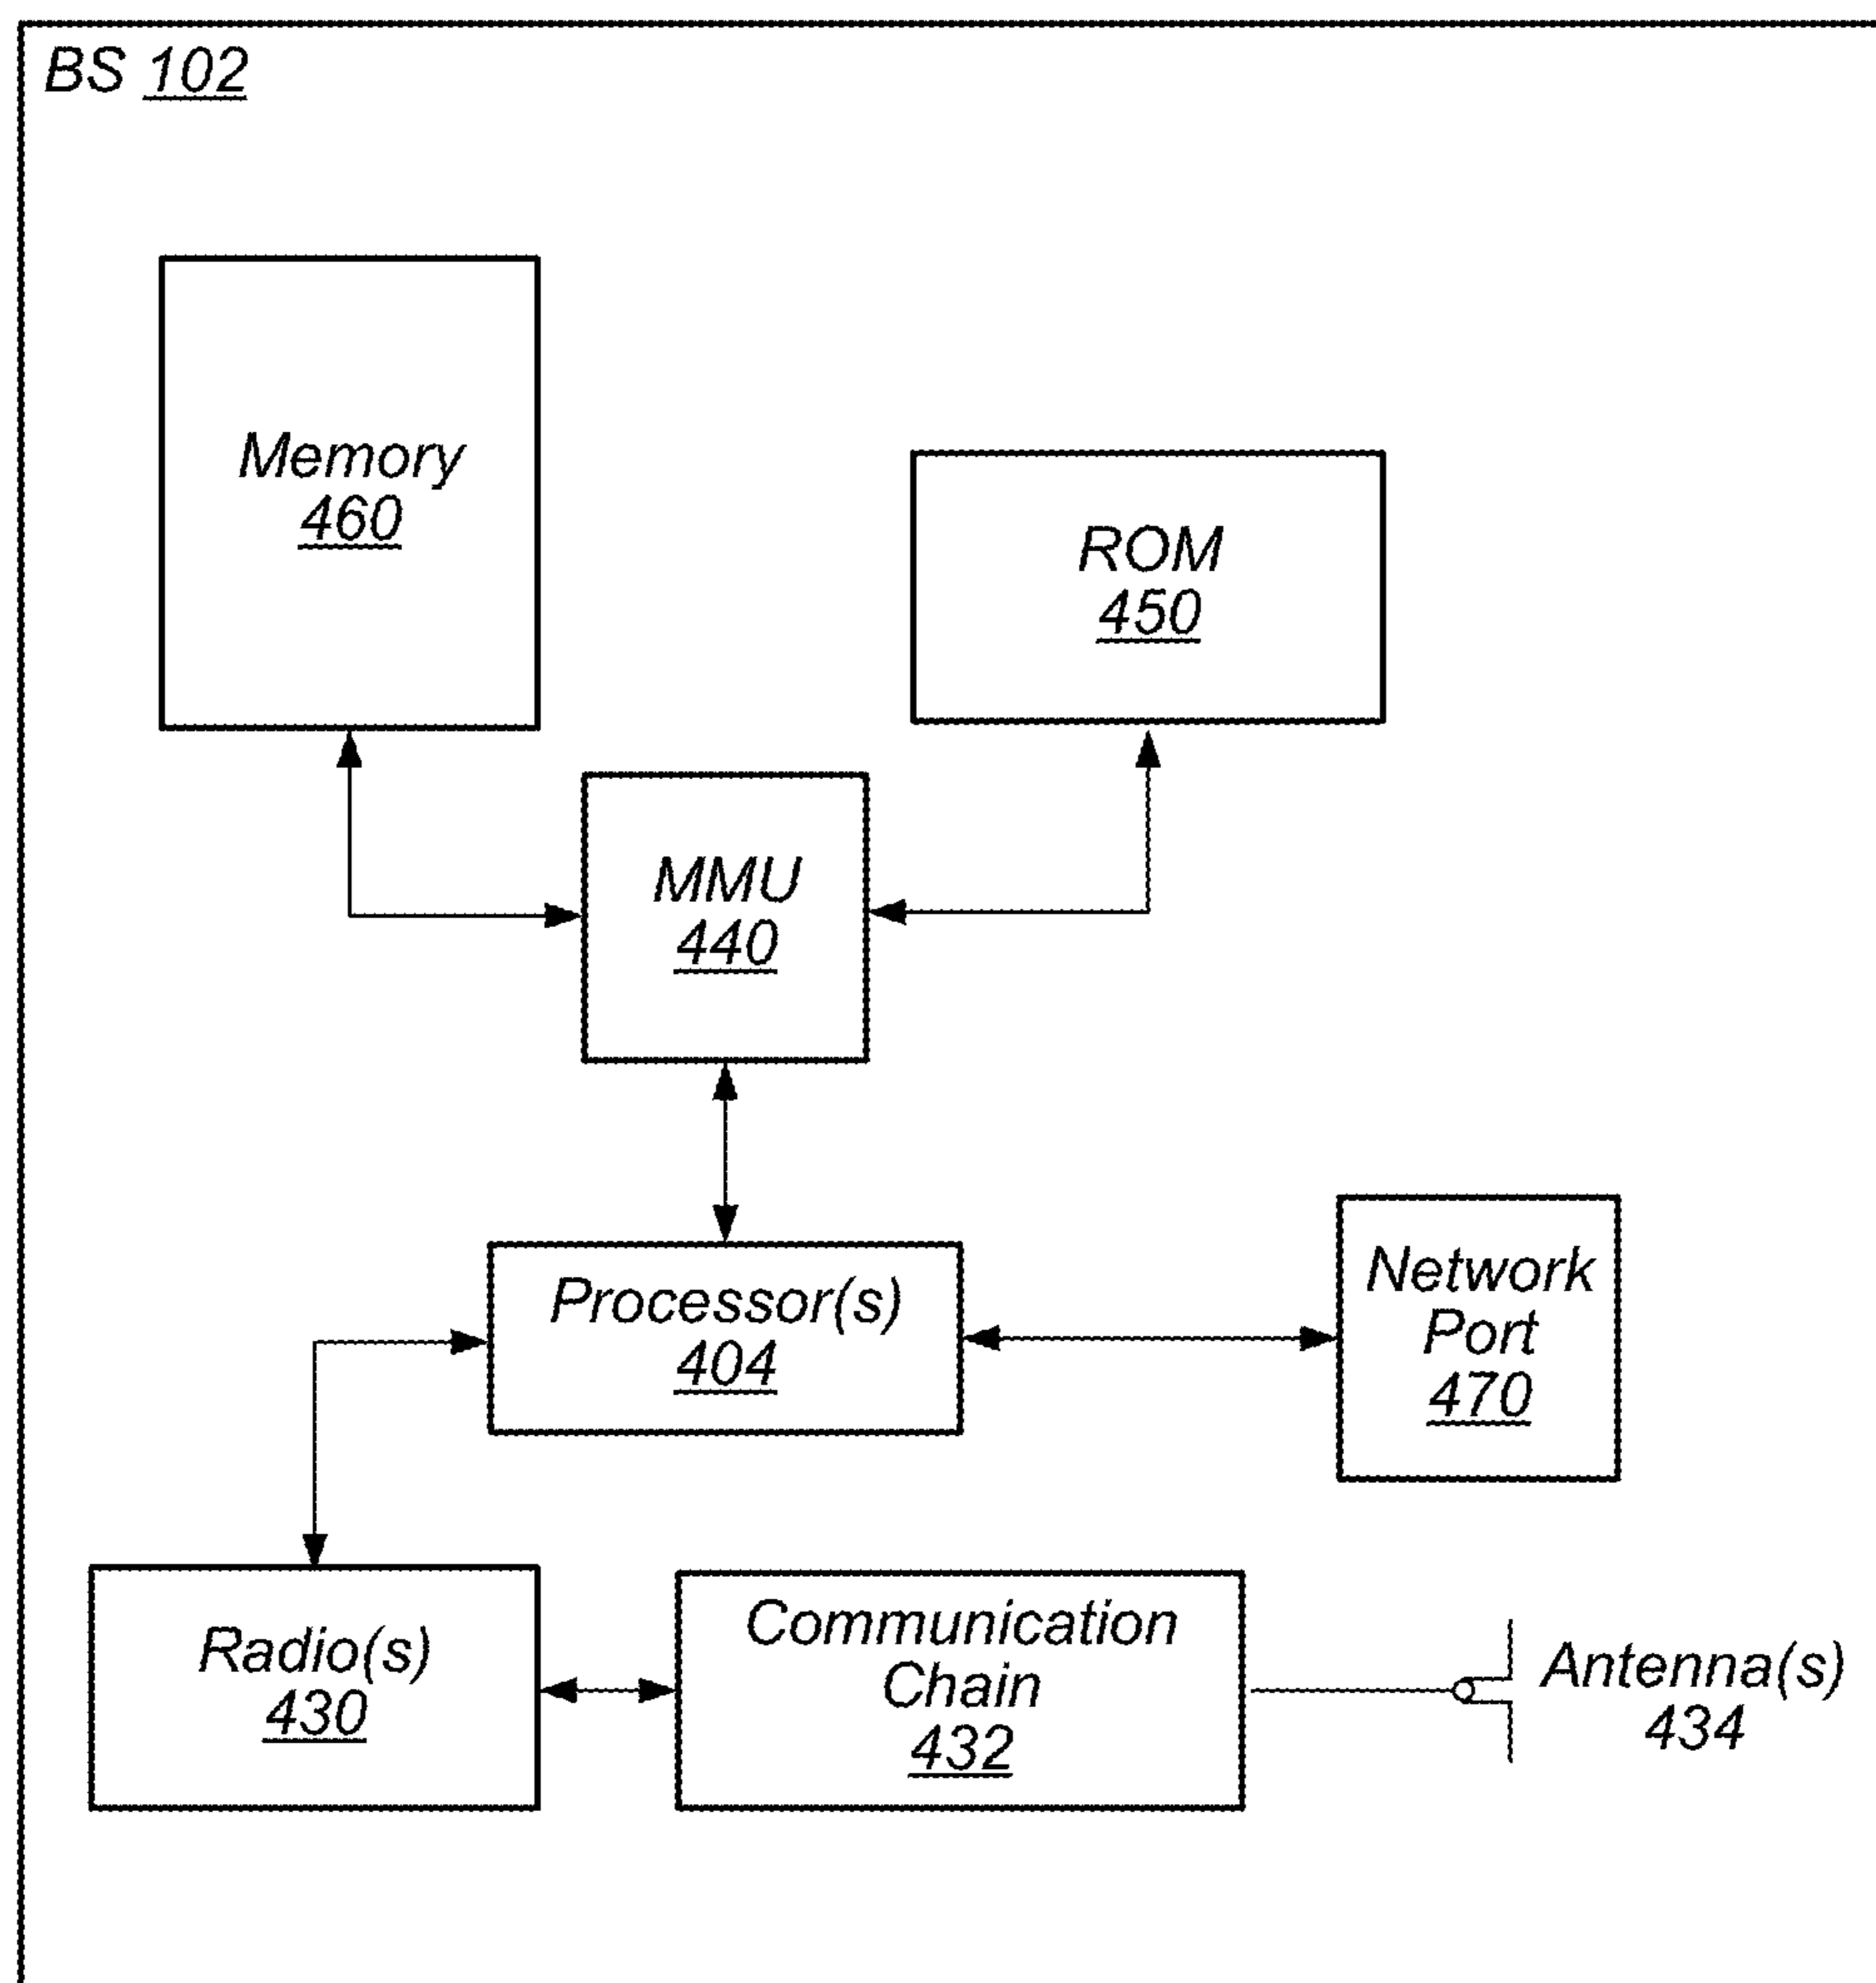 BS 102
Memory
460
ROM
450
MMU
440
Processor(s)
404
Network
Port
470
Radio(s)
430
Communication
Chain
432
Antenna(s)
434